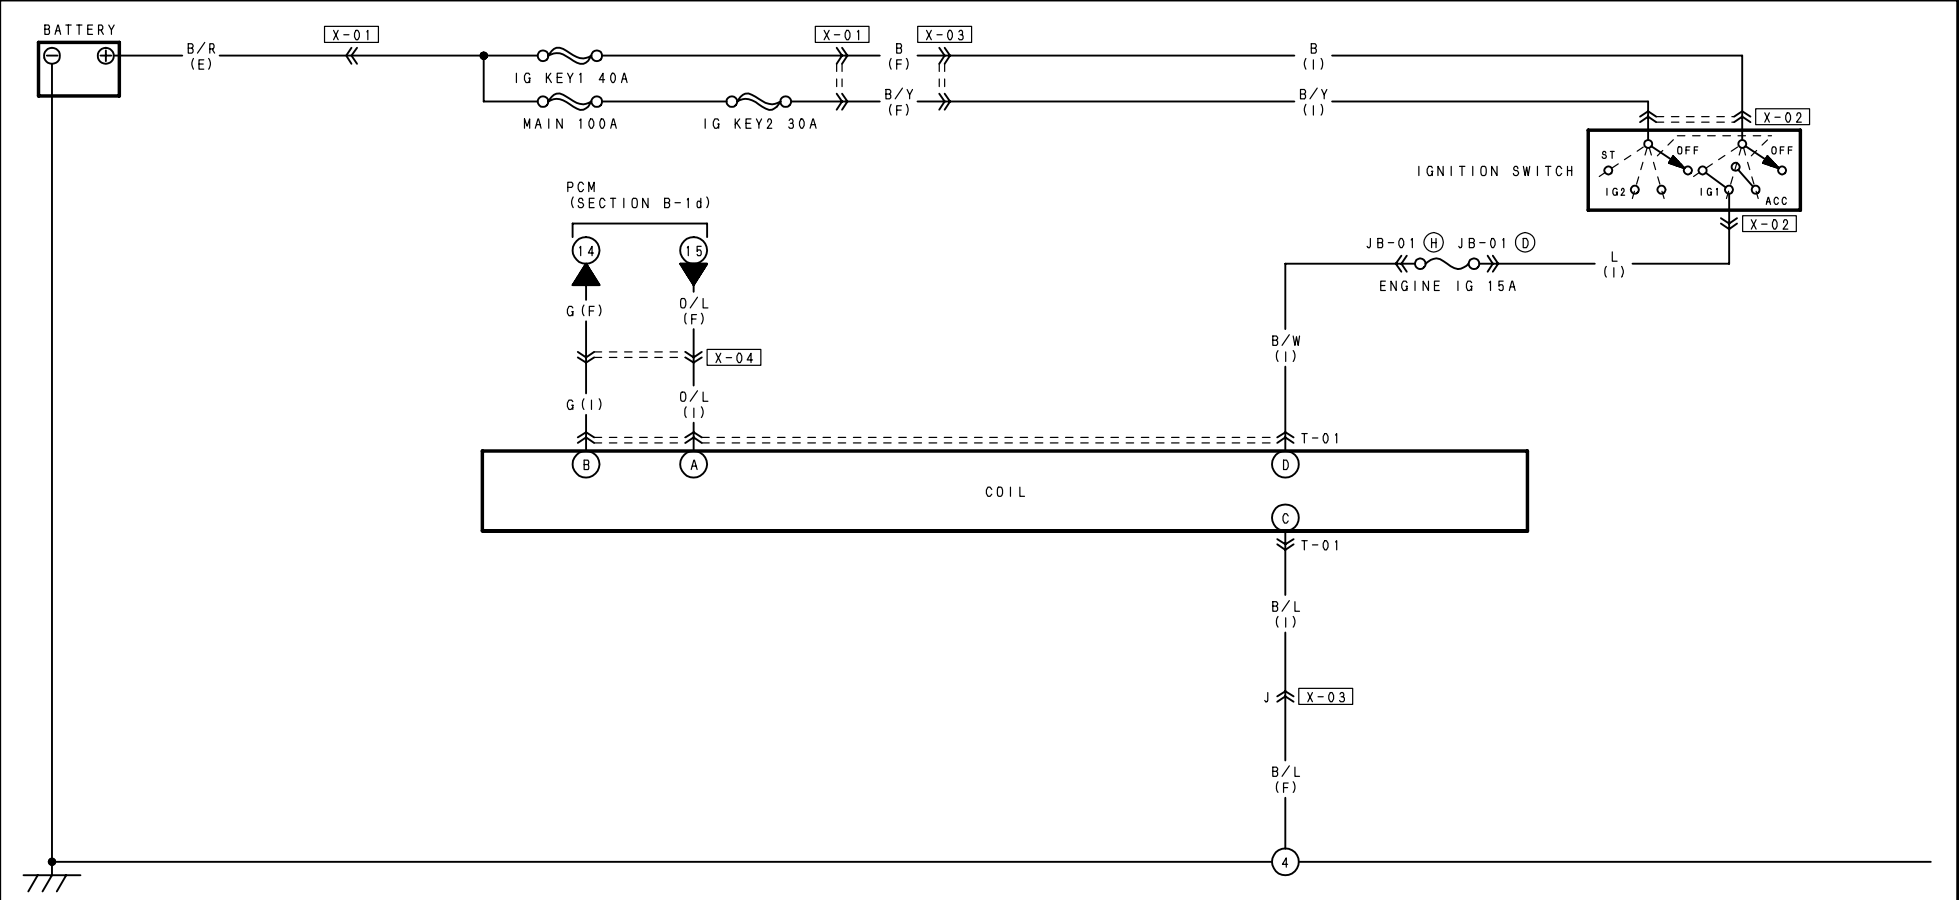 BATTERY
X-01
X-01
X-03
B/R
(E)
B
(F)
B
(I)
IG KEY1 40A
B/Y
(F)
B/Y
(I)
MAIN 100A
IG KEY2 30A
X-02
IGNITION SWITCH
ST
OFF
OFF
IG2
IG1
ACC
X-02
PCM
(SECTION B-1d)
14
15
JB-01 H
JB-01 D
L
(I)
ENGINE IG 15A
G(F)
O/L
(F)
B/W
(I)
X-04
G(I)
O/L
(I)
T-01
B
A
D
COIL
C
T-01
B/L
(I)
J
X-03
B/L
(F)
4